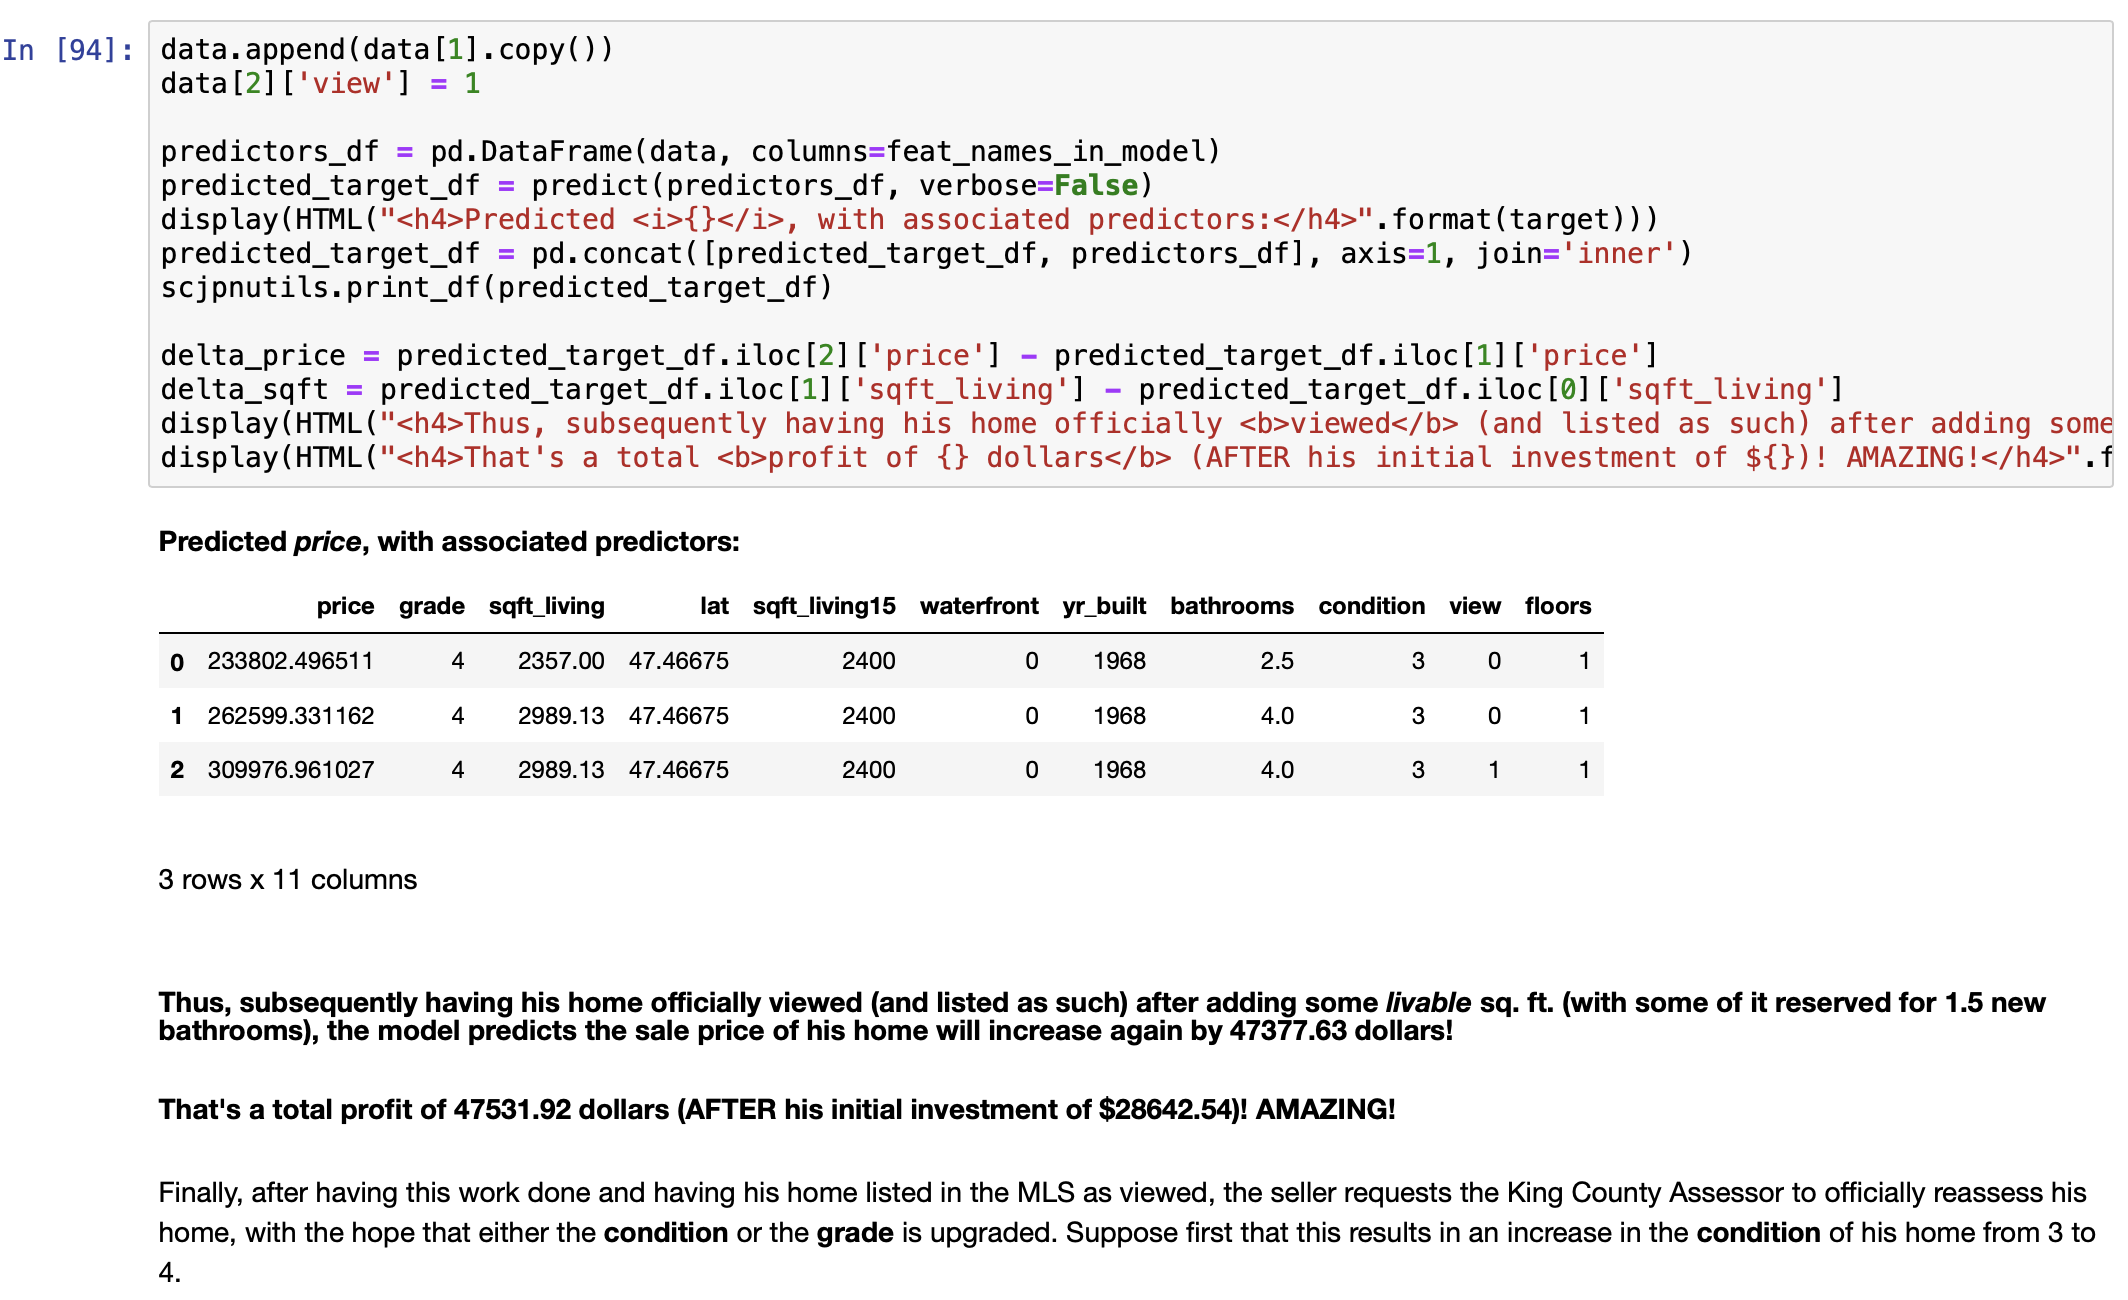 In [94]:
data.append(data[1].copy())
data[2]['view'] = 1
predictors_df = pd.DataFrame(data, columns=feat_names_in_model)
predicted_target_df = predict(predictors_df, verbose=False)
display(HTML("<h4>Predicted <i>{}</i>, with associated predictors:</h4>".format(target)))
predicted_target_df = pd.concat([predicted_target_df, predictors_df], axis=1, join='inner')
scjpnutils.print_df(predicted_target_df)
delta_price = predicted_target_df.iloc[2]['price'] - predicted_target_df.iloc[1]['price']
delta_sqft = predicted_target_df.iloc[1]['sqft_living'] - predicted_target_df.iloc[0]['sqft_living']
display(HTML("<h4>Thus, subsequently having his home officially <b>viewed</b> (and listed as such) after adding some
display(HTML("<h4>That's a total <b>profit of {} dollars</b> (AFTER his initial investment of ${})! AMAZING!</h4>".f
Predicted price, with associated predictors:
price grade sqft_living lat sqft_living15 waterfront yr_built bathrooms condition view floors
0 233802.496511 4 2357.00 47.46675 2400 0 1968 2.5 3 0 1
1 262599.331162 4 2989.13 47.46675 2400 0 1968 4.0 3 0 1
2 309976.961027 4 2989.13 47.46675 2400 0 1968 4.0 3 1 1
3 rows x 11 columns
Thus, subsequently having his home officially viewed (and listed as such) after adding some livable sq. ft. (with some of it reserved for 1.5 new
bathrooms), the model predicts the sale price of his home will increase again by 47377.63 dollars!
That's a total profit of 47531.92 dollars (AFTER his initial investment of $28642.54)! AMAZING!
Finally, after having this work done and having his home listed in the MLS as viewed, the seller requests the King County Assessor to officially reassess his
home, with the hope that either the condition or the grade is upgraded. Suppose first that this results in an increase in the condition of his home from 3 to
4.